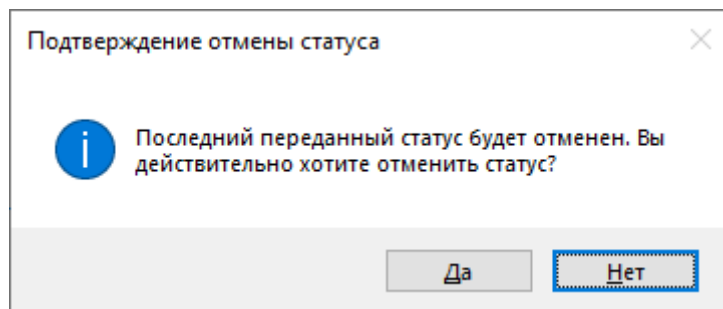 Подтверждение отмены статуса
Последний переданный статус будет отменен. Вы
действительно хотите отменить статус?
Да
Нет